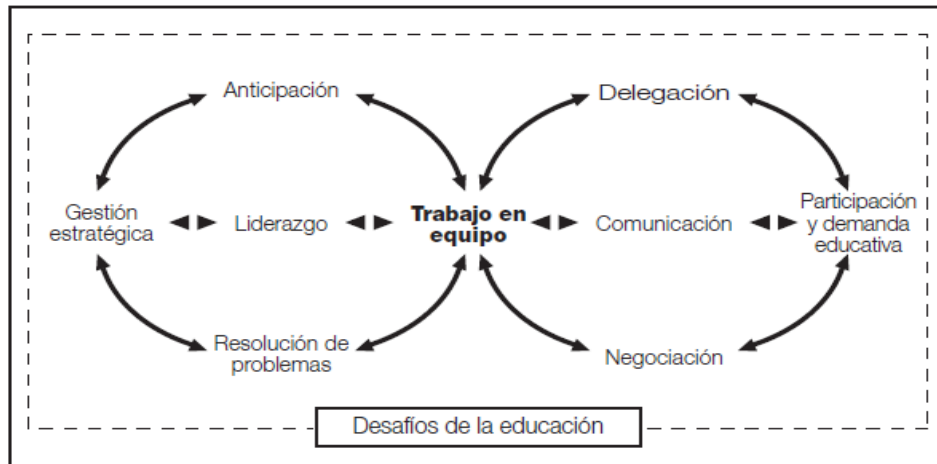 Anticipación
Delegación
Gestión
estratégica
Liderazgo
Trabajo en
equipo
Comunicación
Participación
y demanda
educativa
Resolución de
problemas
Negociación
Desafíos de la educación